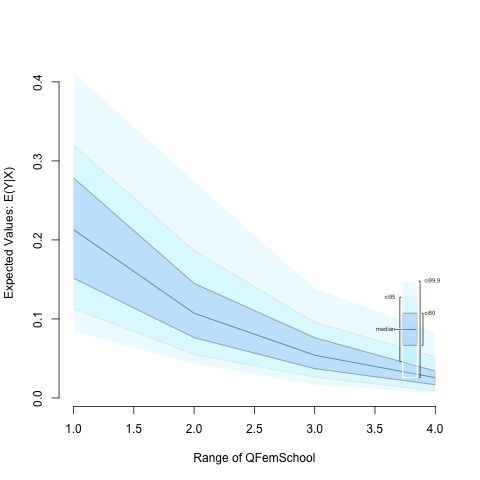 Expected Values: E(Y|X)
0.4
0.3
0.2
0.1
0.0
ci99.9
ci95
ci80
median
1.0 1.5 2.0 2.5 3.0 3.5 4.0
Range of QFemSchool